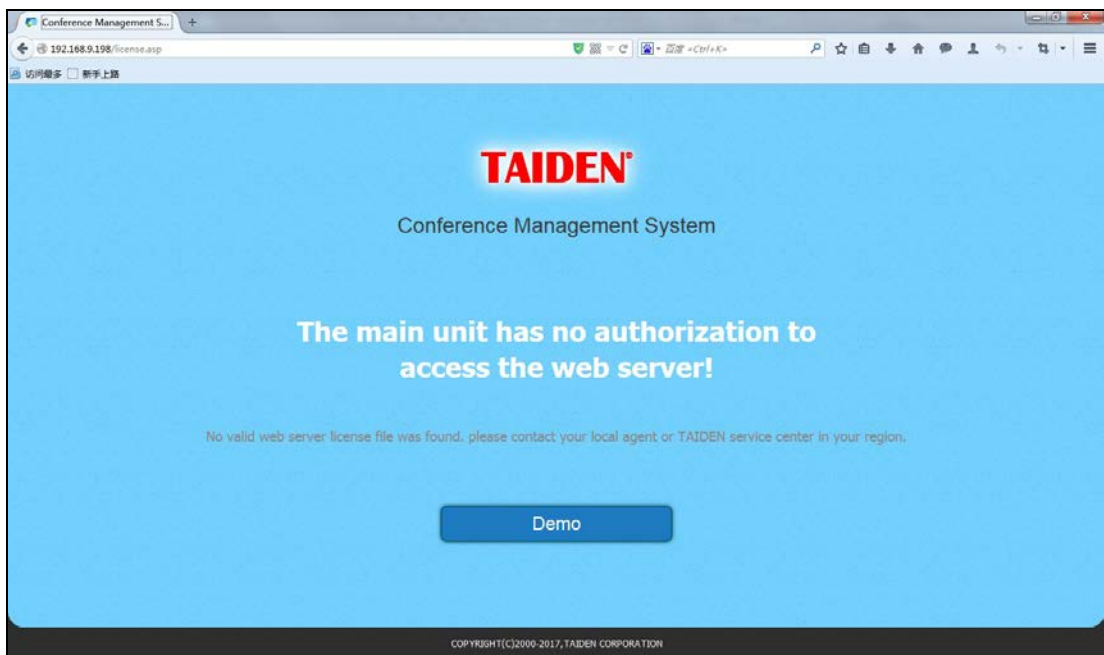 Conference Management S...
192.168.9.198/license.asp
百度 <Ctrl+K>
访问最多 新手上路
TAIDEN®
Conference Management System
The main unit has no authorization to
access the web server!
No valid web server license file was found. please contact your local agent or TAIDEN service center in your region.
Demo
COPYRIGHT(C)2000-2017,TAIDEN CORPORATION